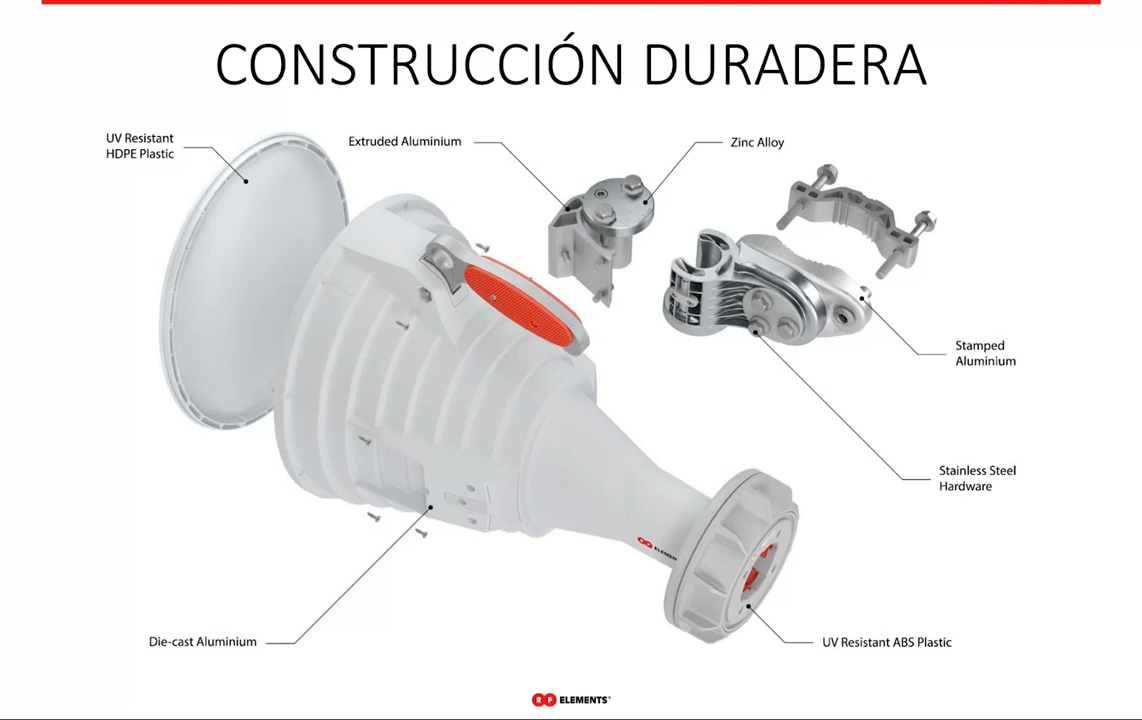 CONSTRUCCIÓN DURADERA
UV Resistant
HDPE Plastic
Extruded Aluminium
Zinc Alloy
Stamped
Aluminium
Stainless Steel
Hardware
ELEMEN
Die-cast Aluminium
UV Resistant ABS Plastic
RF ELEMENTS®